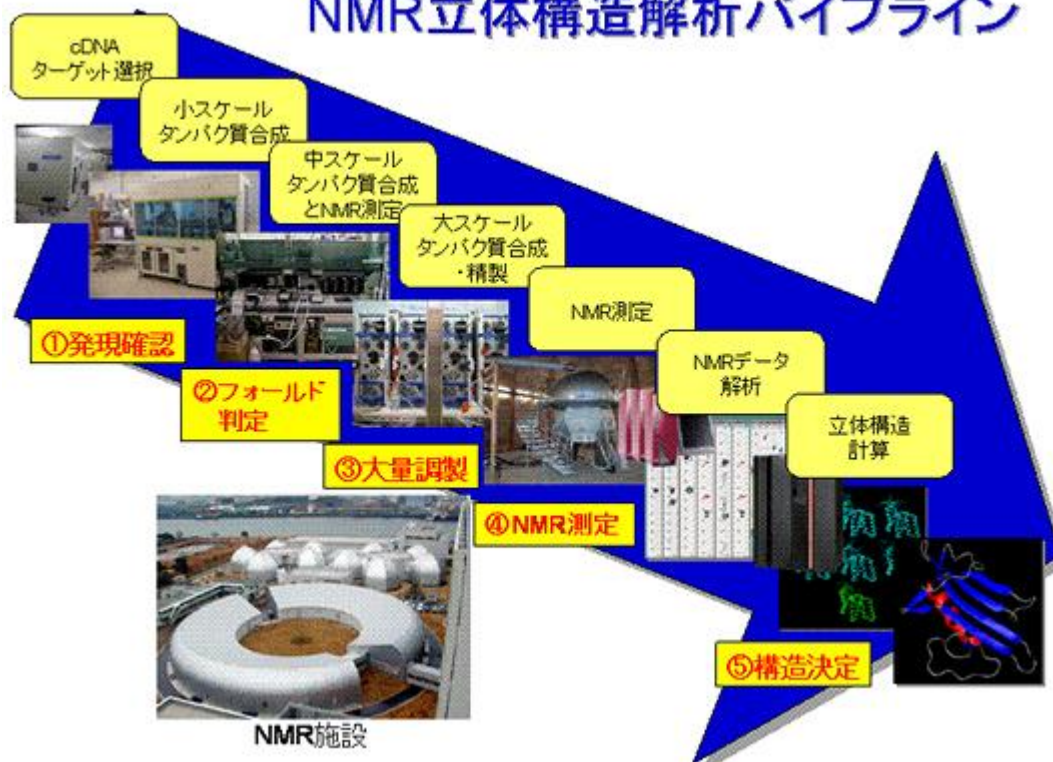 NMR立体構造解析パイプライン
cDNA
ターゲット選択
小スケール
タンパク質合成
中スケール
タンパク質合成
とNMR測定
大スケール
タンパク質合成
・精製
NMR測定
NMRデータ
解析
立体構造
計算
①発現確認
②フォールド
判定
③大量調製
④NMR測定
⑤構造決定
NMR施設